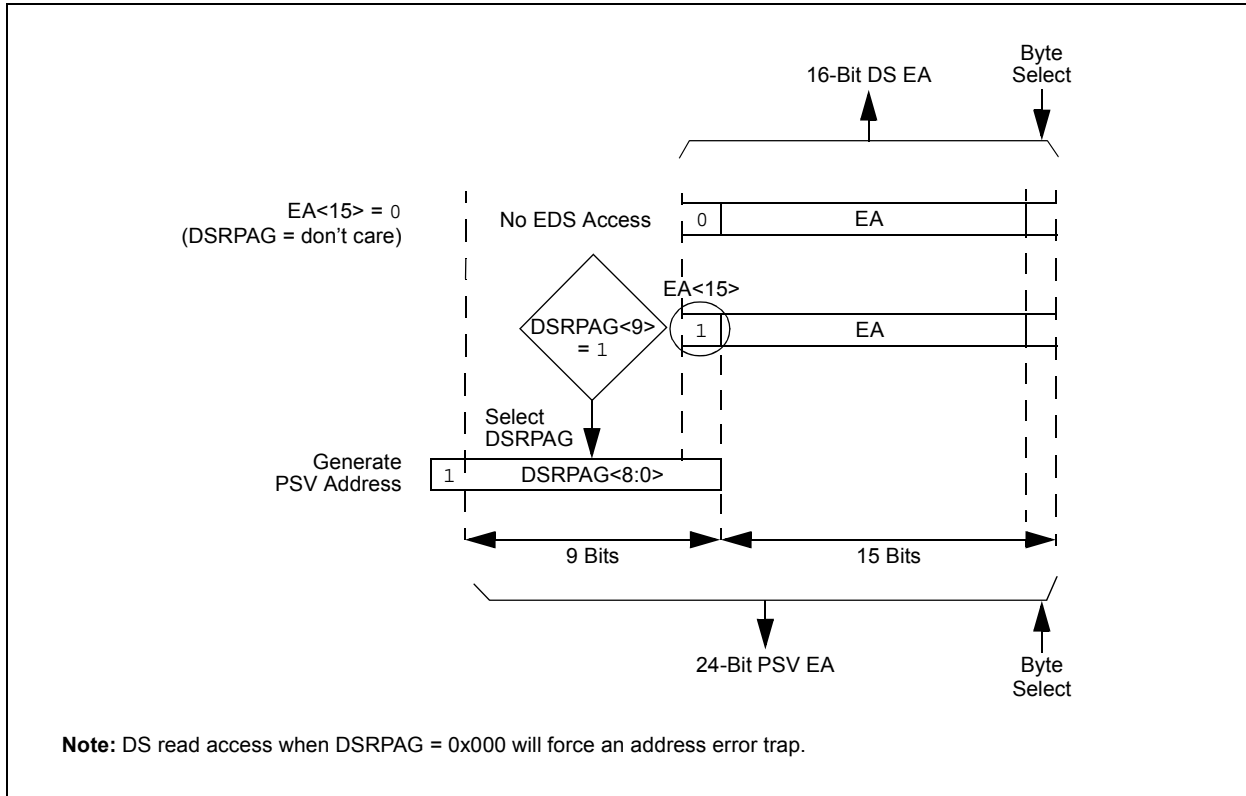 16-Bit DS EA
Byte
Select
EA<15> = 0
(DSRPAG = don't care)
No EDS Access
0
EA
EA<15>
DSRPAG<9>
= 1
1
EA
Select
DSRPAG
Generate
PSV Address
1
DSRPAG<8:0>
9 Bits
15 Bits
24-Bit PSV EA
Byte
Select
Note: DS read access when DSRPAG = 0x000 will force an address error trap.